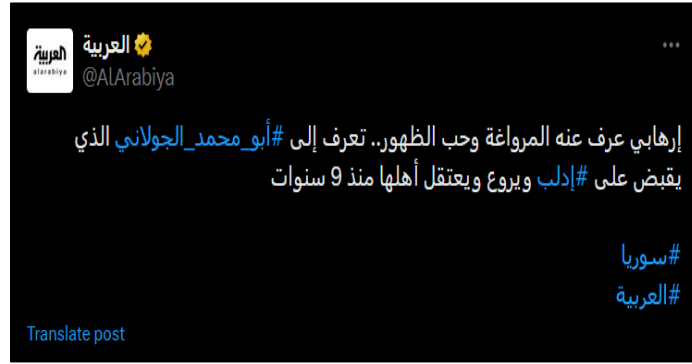 العربية
العربية
alarabiya
@AlArabiya
إرهابي عرف عنه المراوغة وحب الظهور.. تعرف إلى #أبو_محمد_الجولاني الذي
يقبض على #إدلب ويروع ويعتقل أهلها منذ 9 سنوات
#سوريا
#العربية
Translate post